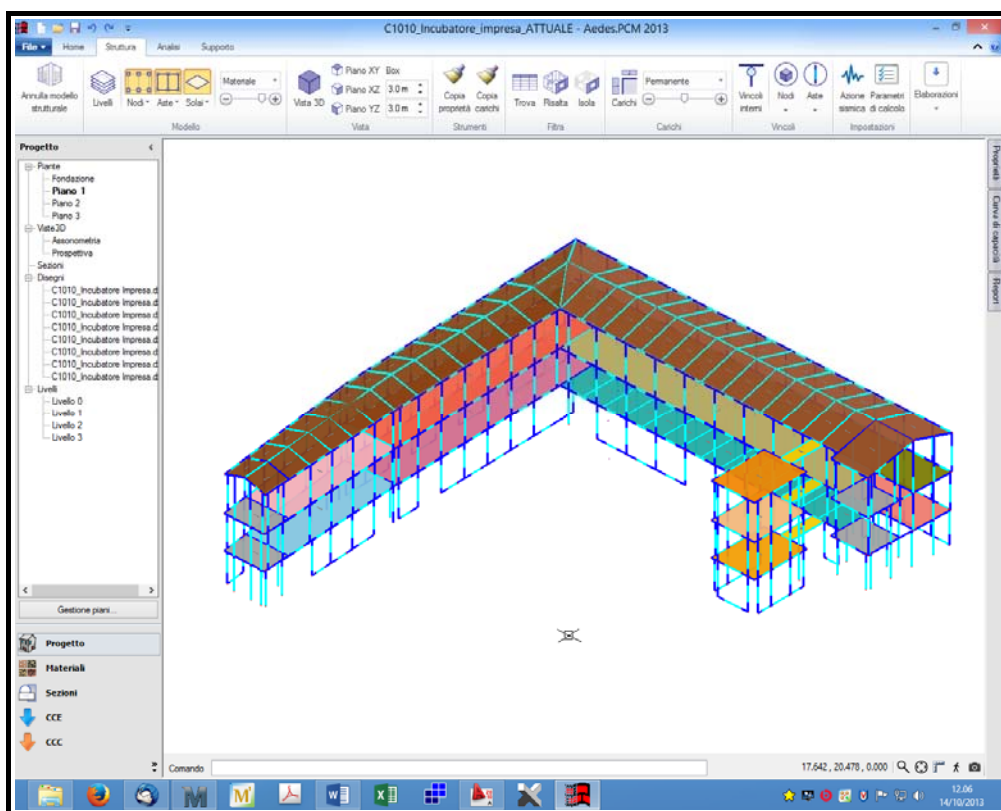 C1010_Incubatore_impresa_ATTUALE - Aedes.PCM 2013
File Home Struttura Analisi Supporto
Annulla modello strutturale
Livelli
Nodi
Aste
Solai
Materiale
Modello
Vista 3D
Piano XY Box
Piano XZ 3.0 m
Piano YZ 3.0 m
Vista
Copia proprietà
Copia carichi
Strumenti
Trova
Risalta
Isola
Filtra
Carichi
Permanente
Carichi
Vincoli interni
Nodi
Aste
Vincoli
Azione sismica
Parametri di calcolo
Impostazioni
Elaborazioni
Progetto
Piante
Fondazione
Piano 1
Piano 2
Piano 3
Viste3D
Assonometria
Prospettiva
Sezioni
Disegni
C1010_Incubatore Impresa.d
C1010_Incubatore Impresa.d
C1010_Incubatore Impresa.d
C1010_Incubatore Impresa.d
C1010_Incubatore Impresa.d
C1010_Incubatore Impresa.d
C1010_Incubatore Impresa.d
C1010_Incubatore Impresa.d
Livelli
Livello 0
Livello 1
Livello 2
Livello 3
Gestione piani...
Progetto
Materiali
Sezioni
CCE
CCC
Proprietà
Curva di capacità
Report
Comando
17.642 , 20.478 , 0.000
12.06
14/10/2013